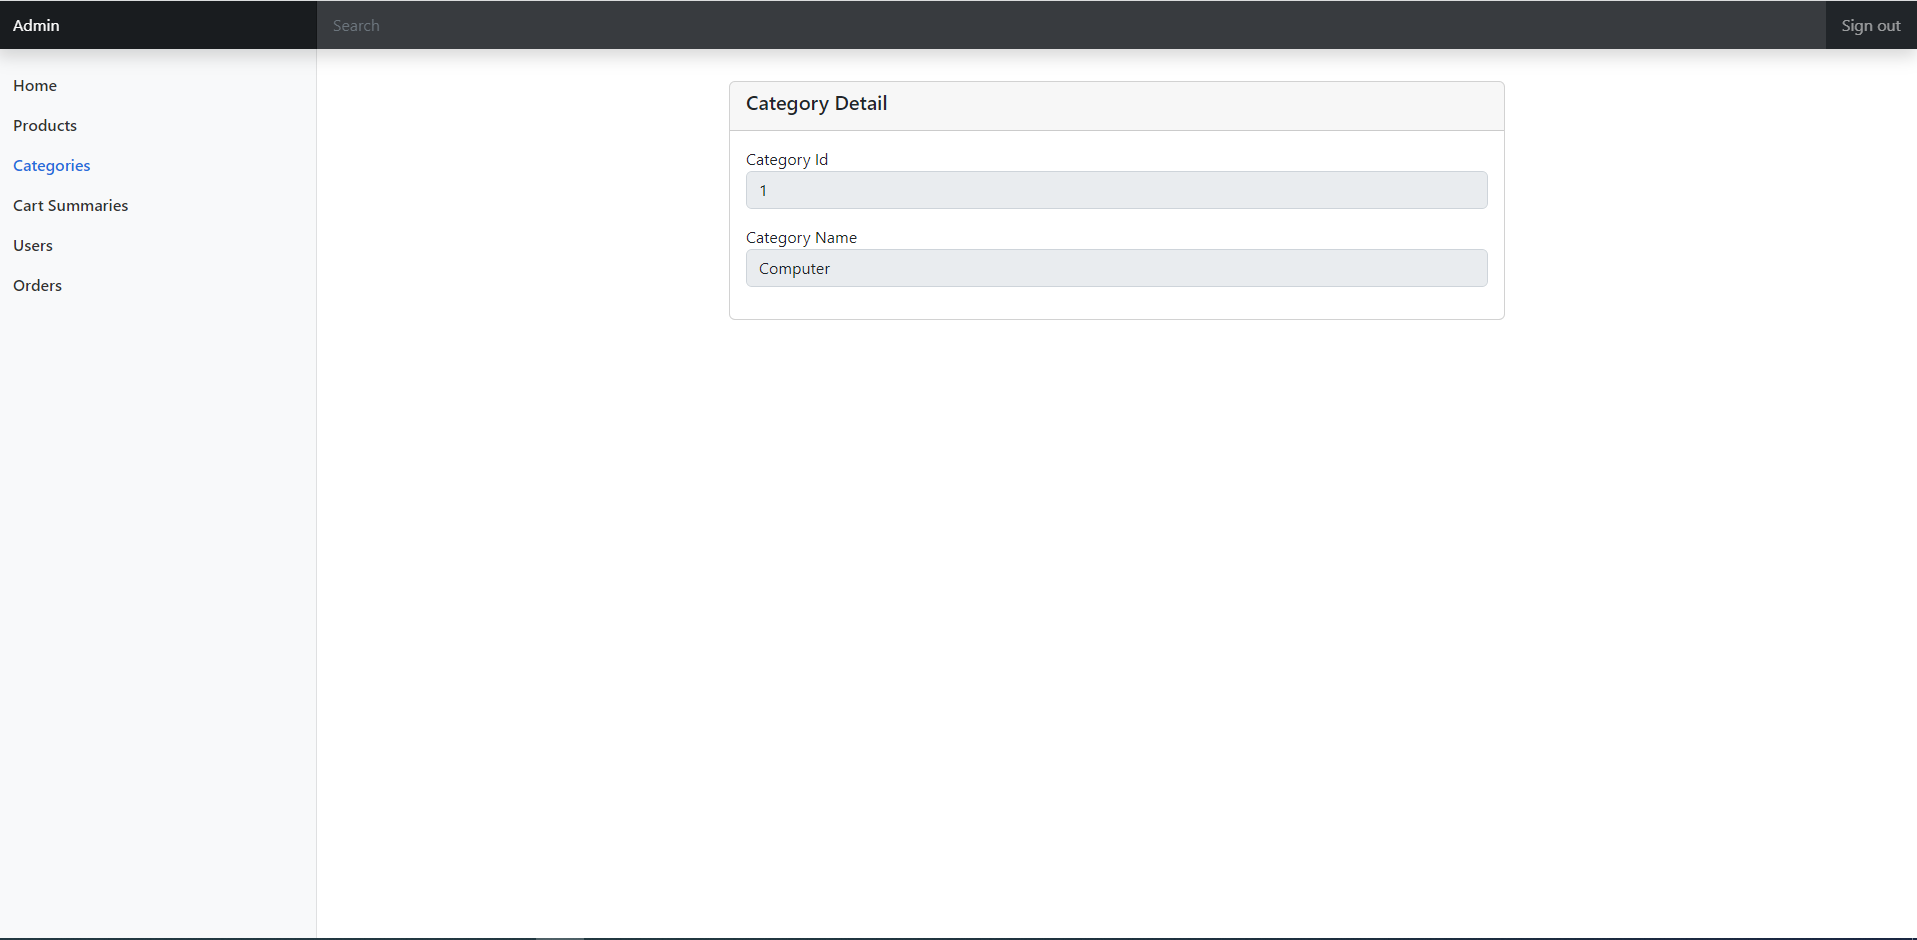 Admin
Search
Sign out
Home
Products
Categories
Cart Summaries
Users
Orders
Category Detail
Category Id
1
Category Name
Computer